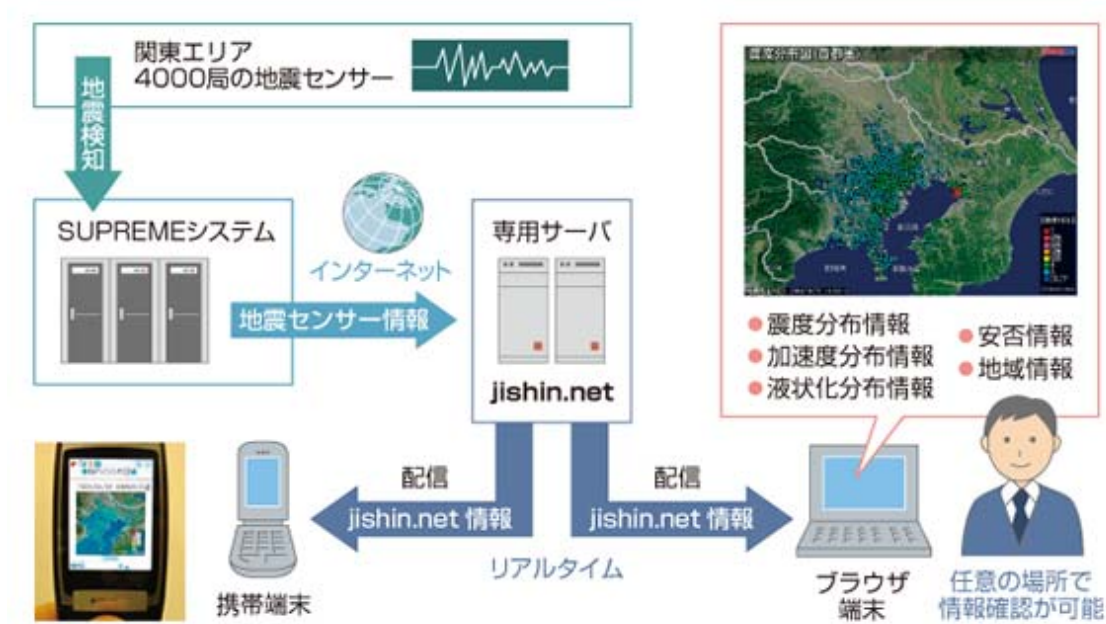 関東エリア
4000局の地震センサー
地震検知
SUPREMEシステム
インターネット
地震センサー情報
専用サーバ
jishin.net
震度分布情報
加速度分布情報
液状化分布情報
安否情報
地域情報
配信
jishin.net 情報
配信
jishin.net 情報
リアルタイム
携帯端末
ブラウザ
端末
任意の場所で
情報確認が可能